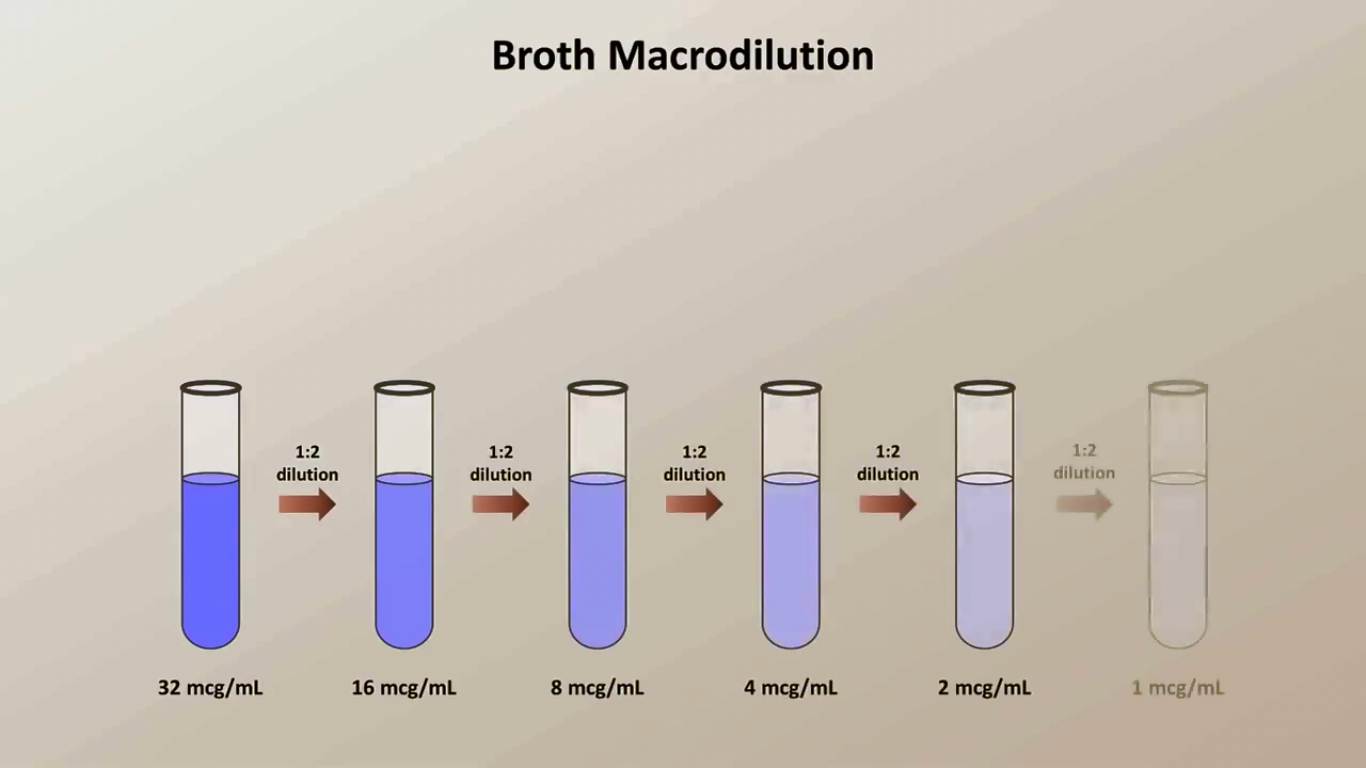 Broth Macrodilution
1:2
dilution
1:2
dilution
1:2
dilution
1:2
dilution
1:2
dilution
32 mcg/mL
16 mcg/mL
8 mcg/mL
4 mcg/mL
2 mcg/mL
1 mcg/mL